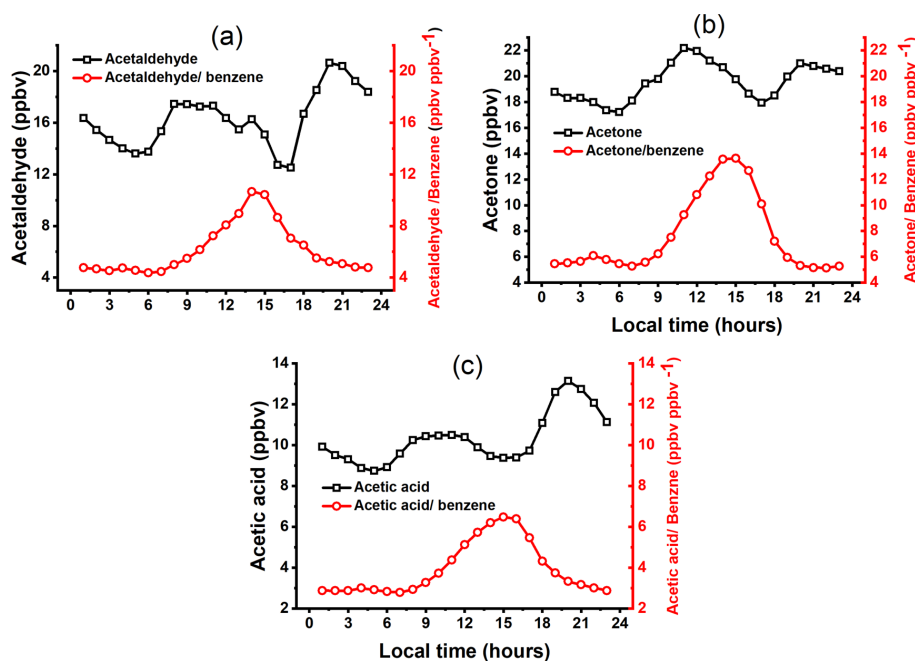 (a)
Acetaldehyde
Acetaldehyde/ benzene
Acetaldehyde (ppbv)
20
16
12
8
4
Acetaldehyde /Benzene (ppbv ppbv-1)
20
16
12
8
4
0 3 6 9 12 15 18 21 24
(b)
Acetone
Acetone/benzene
Acetone (ppbv)
22
20
18
16
14
12
10
8
6
4
Acetone/ Benzene (ppbv ppbv -1)
22
20
18
16
14
12
10
8
6
4
0 3 6 9 12 15 18 21 24
Local time (hours)
(c)
Acetic acid
Acetic acid/ benzene
Acetic acid (ppbv)
14
12
10
8
6
4
2
Acetic acid/ Benzne (ppbv ppbv -1)
14
12
10
8
6
4
2
0 3 6 9 12 15 18 21 24
Local time (hours)